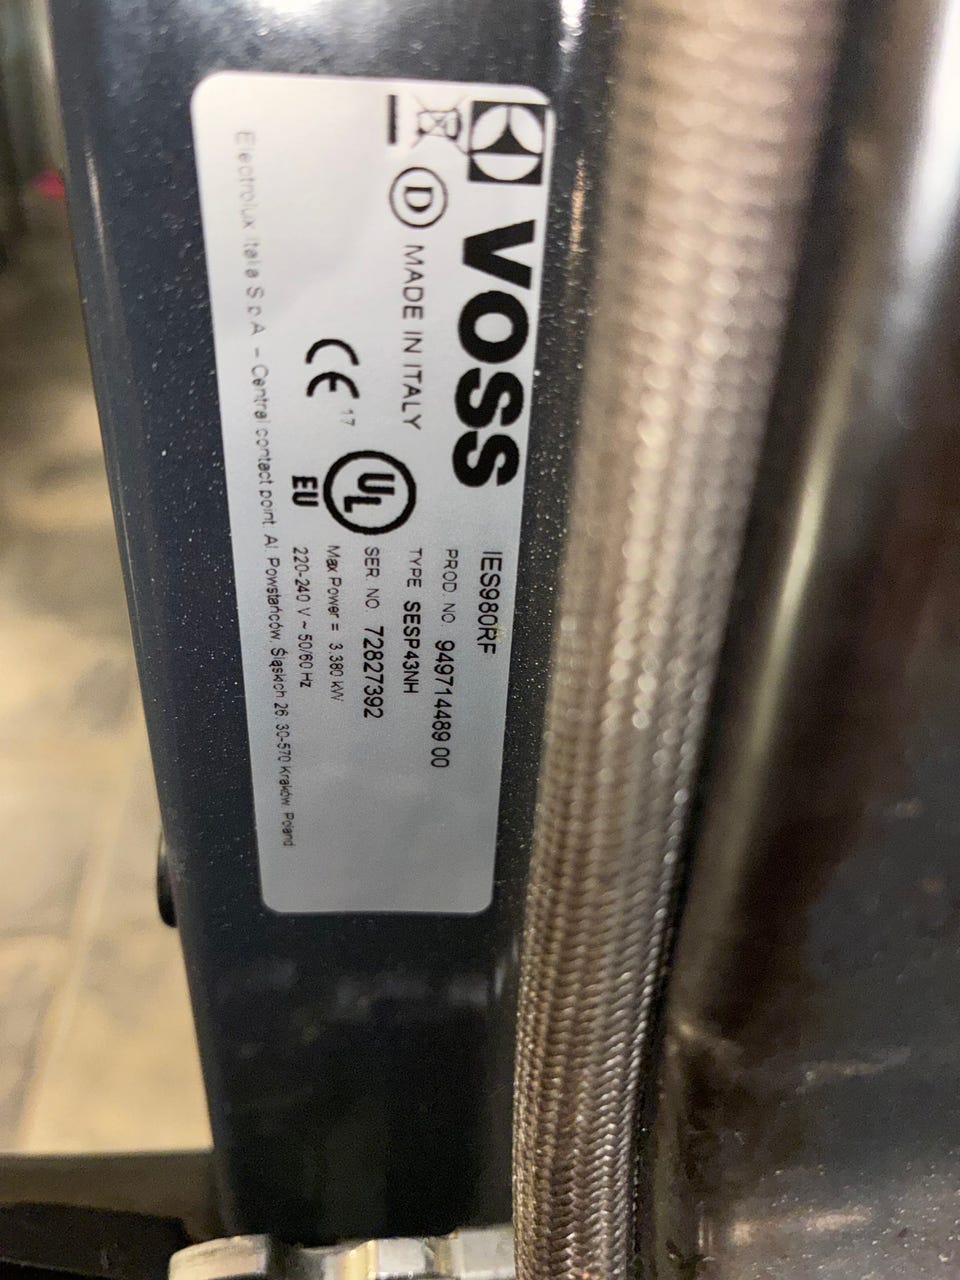 VOSS
D MADE IN ITALY
CE 17
UL
EU
IES980RF
PROD. NO. 949714489 00
TYPE SESP43NH
SER. NO. 72827392
Max Power = 3.380 kW
220-240 V ~ 50/60 Hz
Electrolux Italia S.p.A. – Central contact point: Al. Powstańców Śląskich 26 30-570 Kraków, Poland